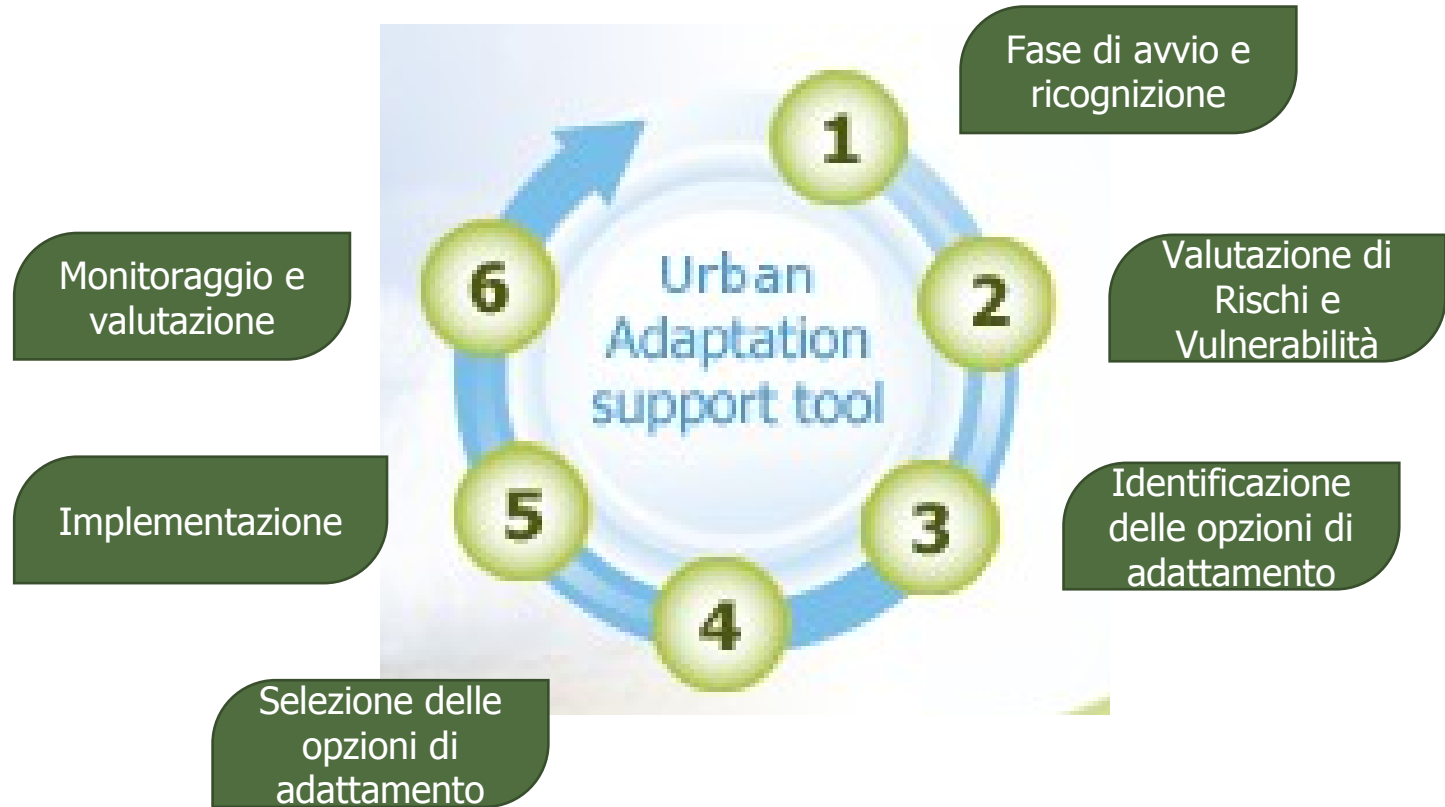 Fase di avvio e
ricognizione
1
Valutazione di
Rischi e
Vulnerabilità
2
Identificazione
delle opzioni di
adattamento
3
Selezione delle
opzioni di
adattamento
4
Implementazione
5
Monitoraggio e
valutazione
6
Urban
Adaptation
support tool